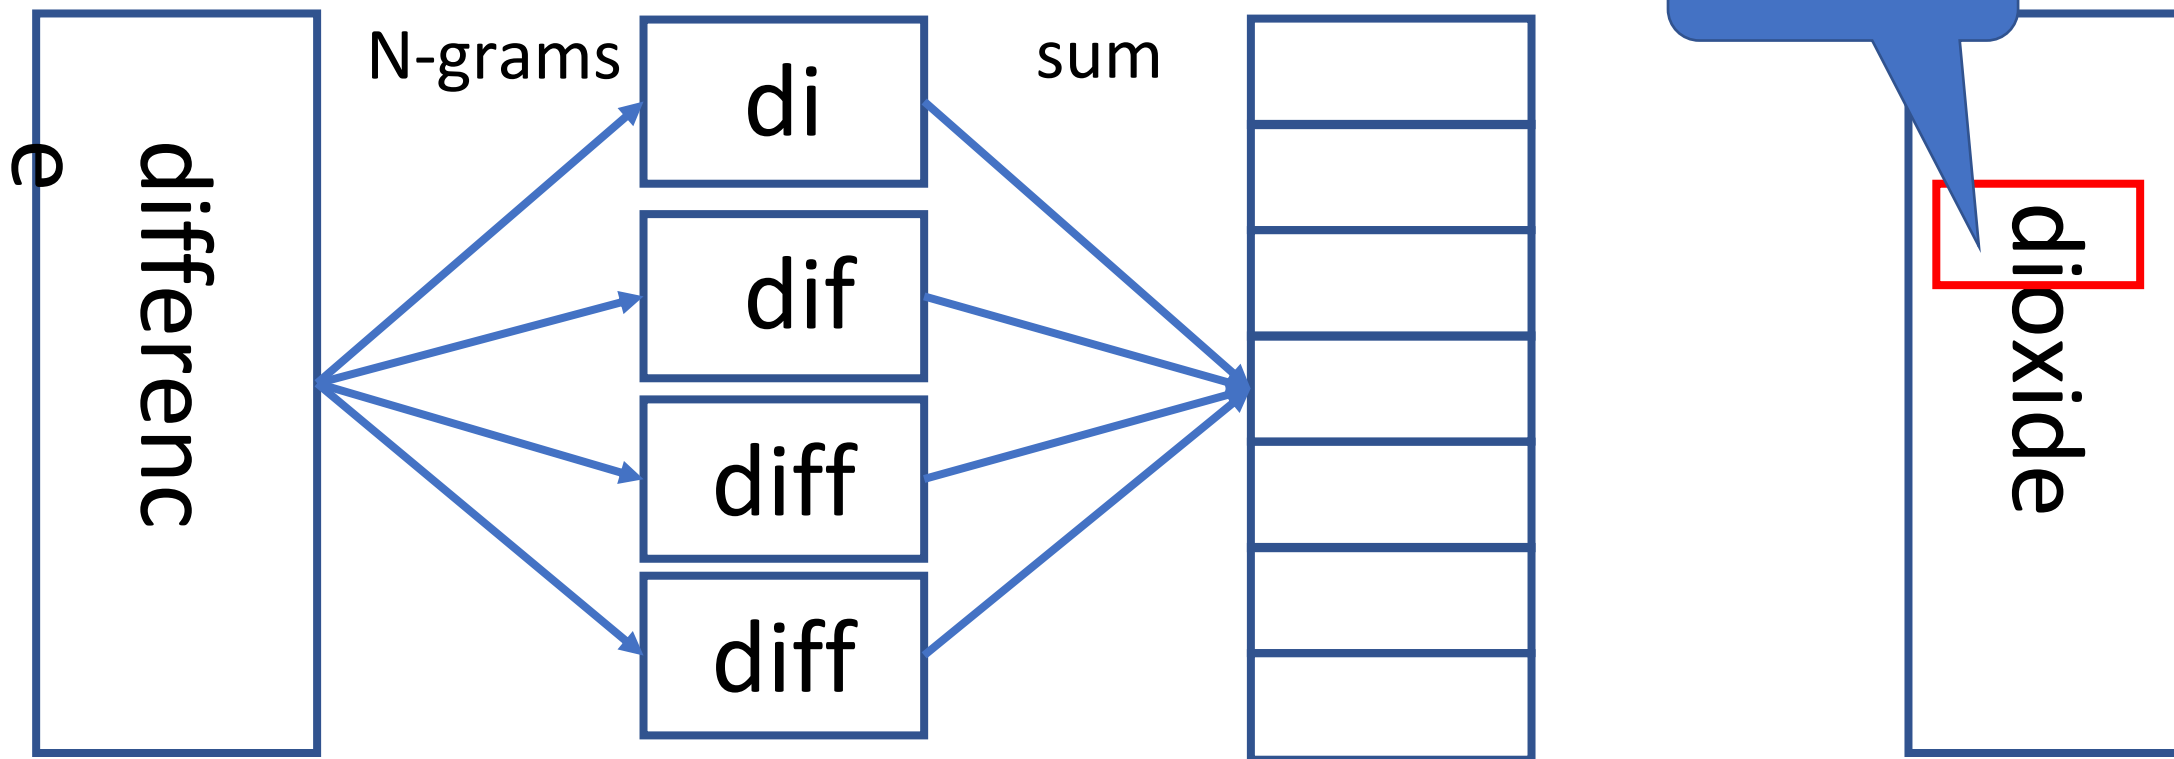 differenc
e
N-grams
di
dif
diff
diff
sum
dioxide